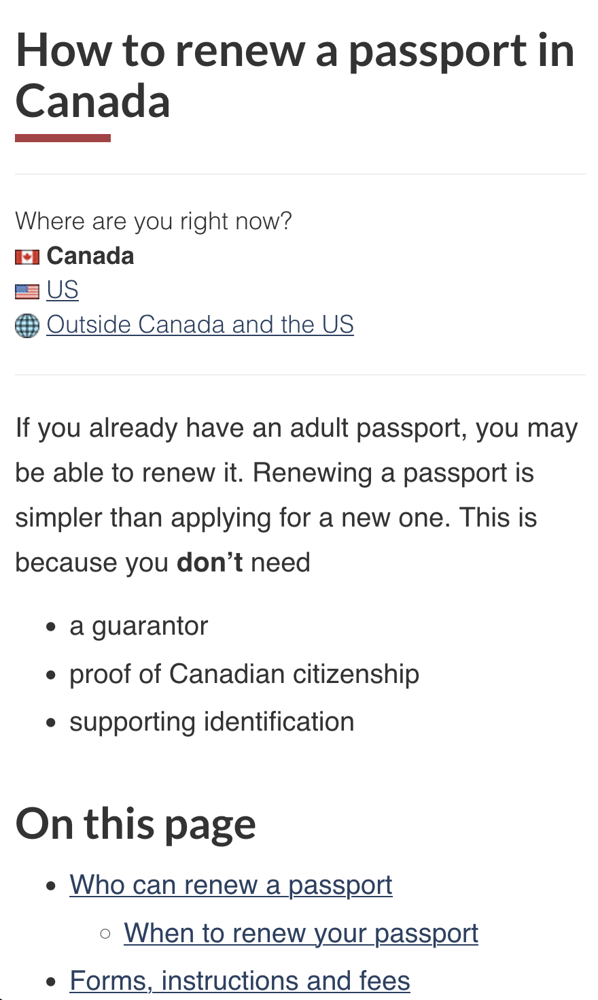 How to renew a passport in
Canada
Where are you right now?
Canada
US
Outside Canada and the US
If you already have an adult passport, you may
be able to renew it. Renewing a passport is
simpler than applying for a new one. This is
because you don’t need
• a guarantor
• proof of Canadian citizenship
• supporting identification
On this page
• Who can renew a passport
◦ When to renew your passport
• Forms, instructions and fees